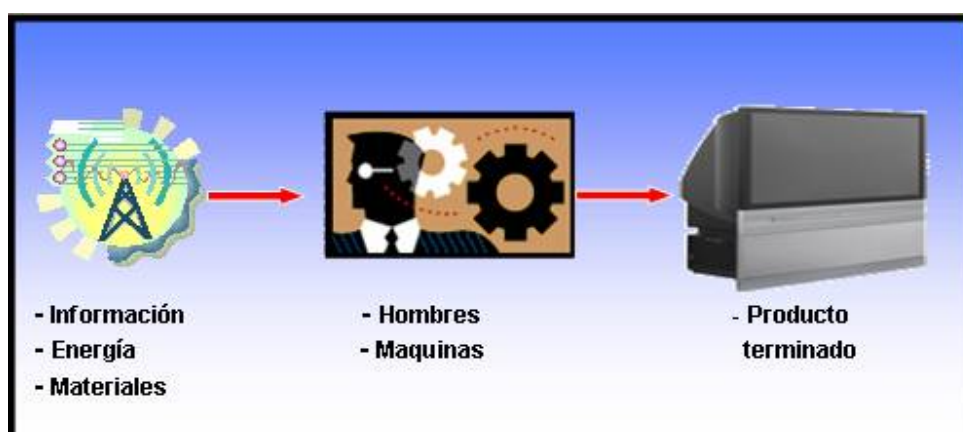 - Información
- Energía
- Materiales
- Hombres
- Maquinas
- Producto
terminado